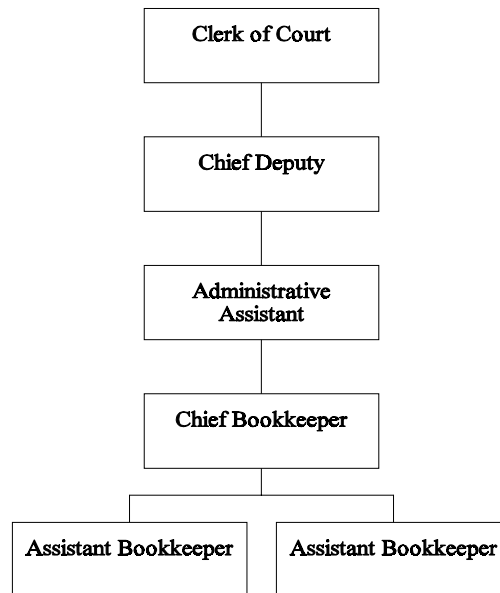 Clerk of Court
Chief Deputy
Administrative
Assistant
Chief Bookkeeper
Assistant Bookkeeper
Assistant Bookkeeper